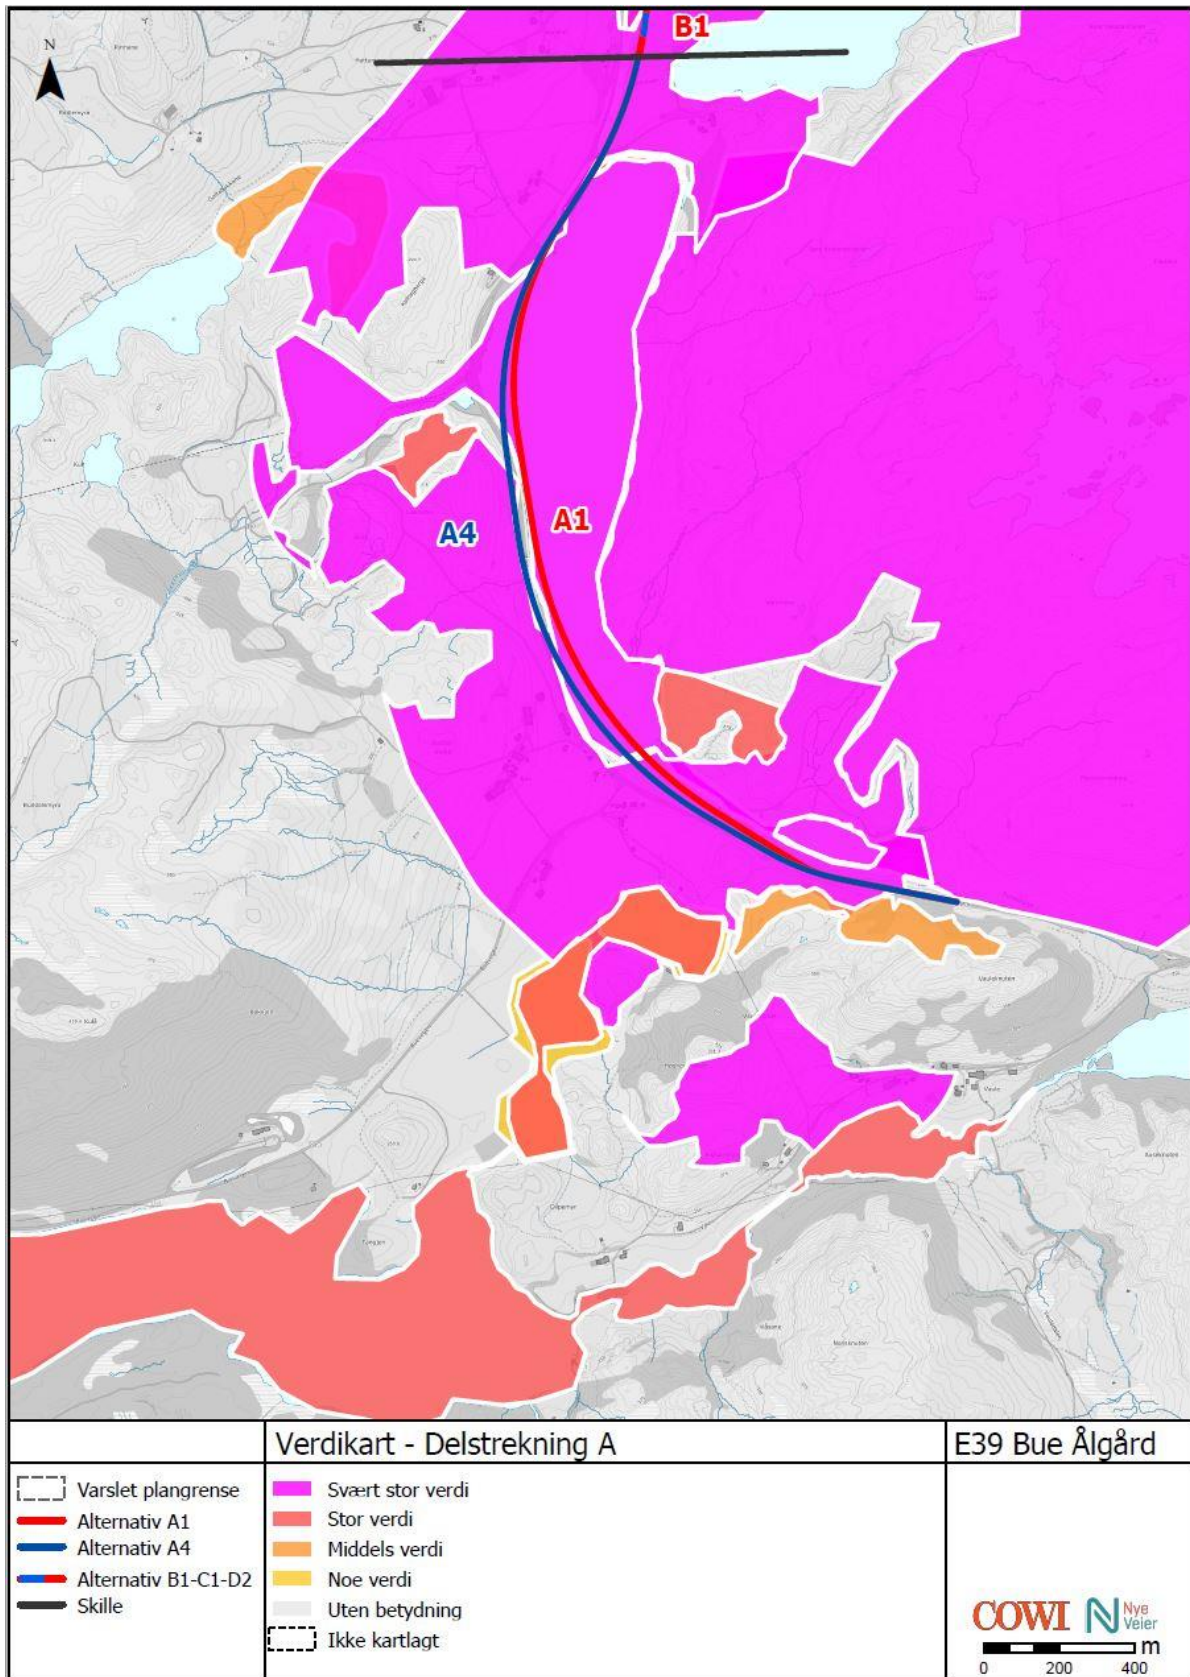 B1
N
A1
A4
Verdikart - Delstrekning A
E39 Bue Ålgård
Varslet plangrense
Alternativ A1
Alternativ A4
Alternativ B1-C1-D2
Skille
Svært stor verdi
Stor verdi
Middels verdi
Noe verdi
Uten betydning
Ikke kartlagt
COWI
Nye
Veier
m
0 200 400